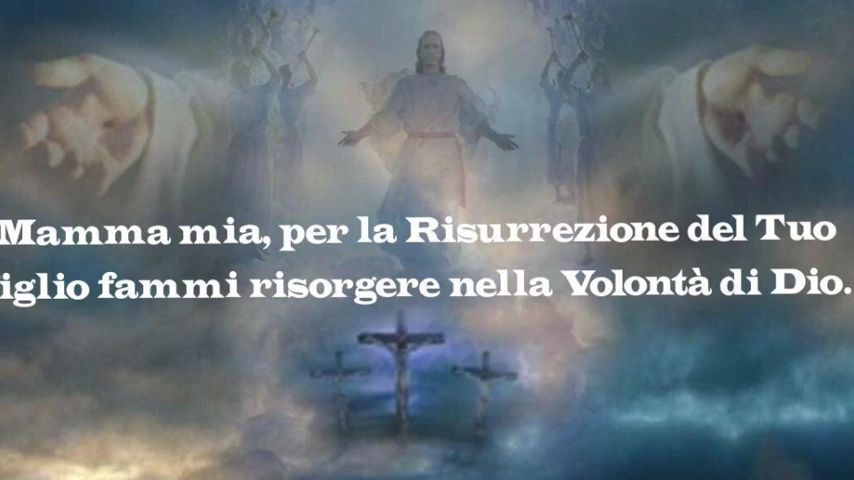 Mamma mia, per la Risurrezione del Tuo
iglio fammi risorgere nella Volontà di Dio.